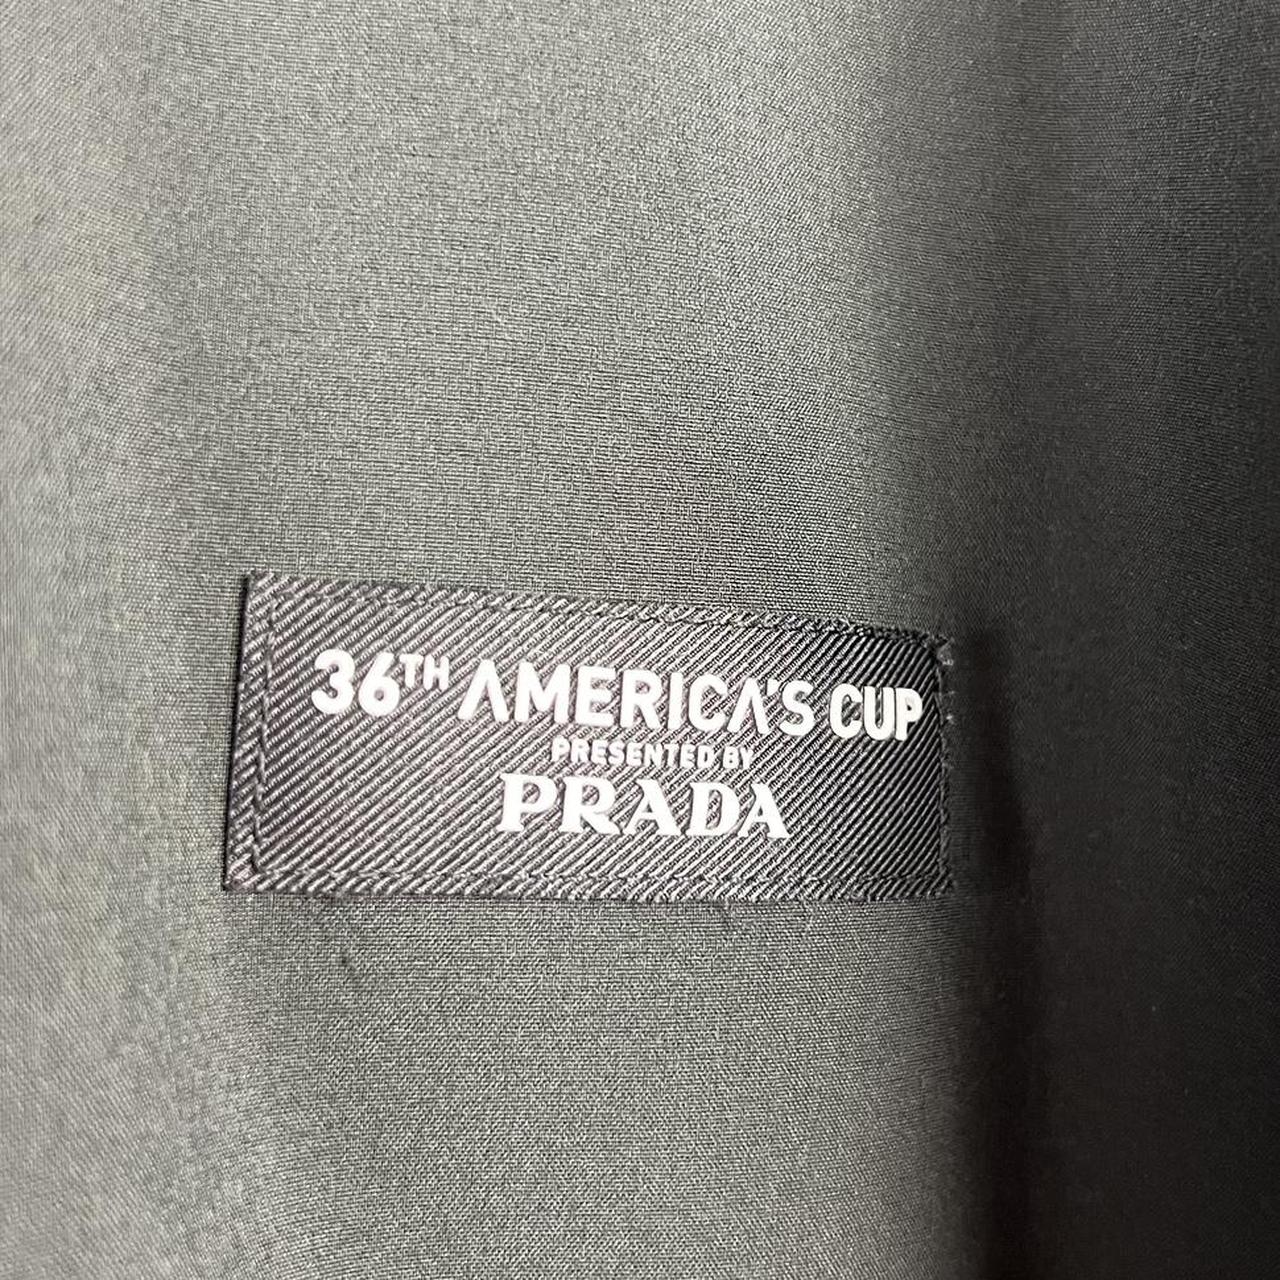 36TH AMERICA'S CUP
PRESENTED BY
PRADA